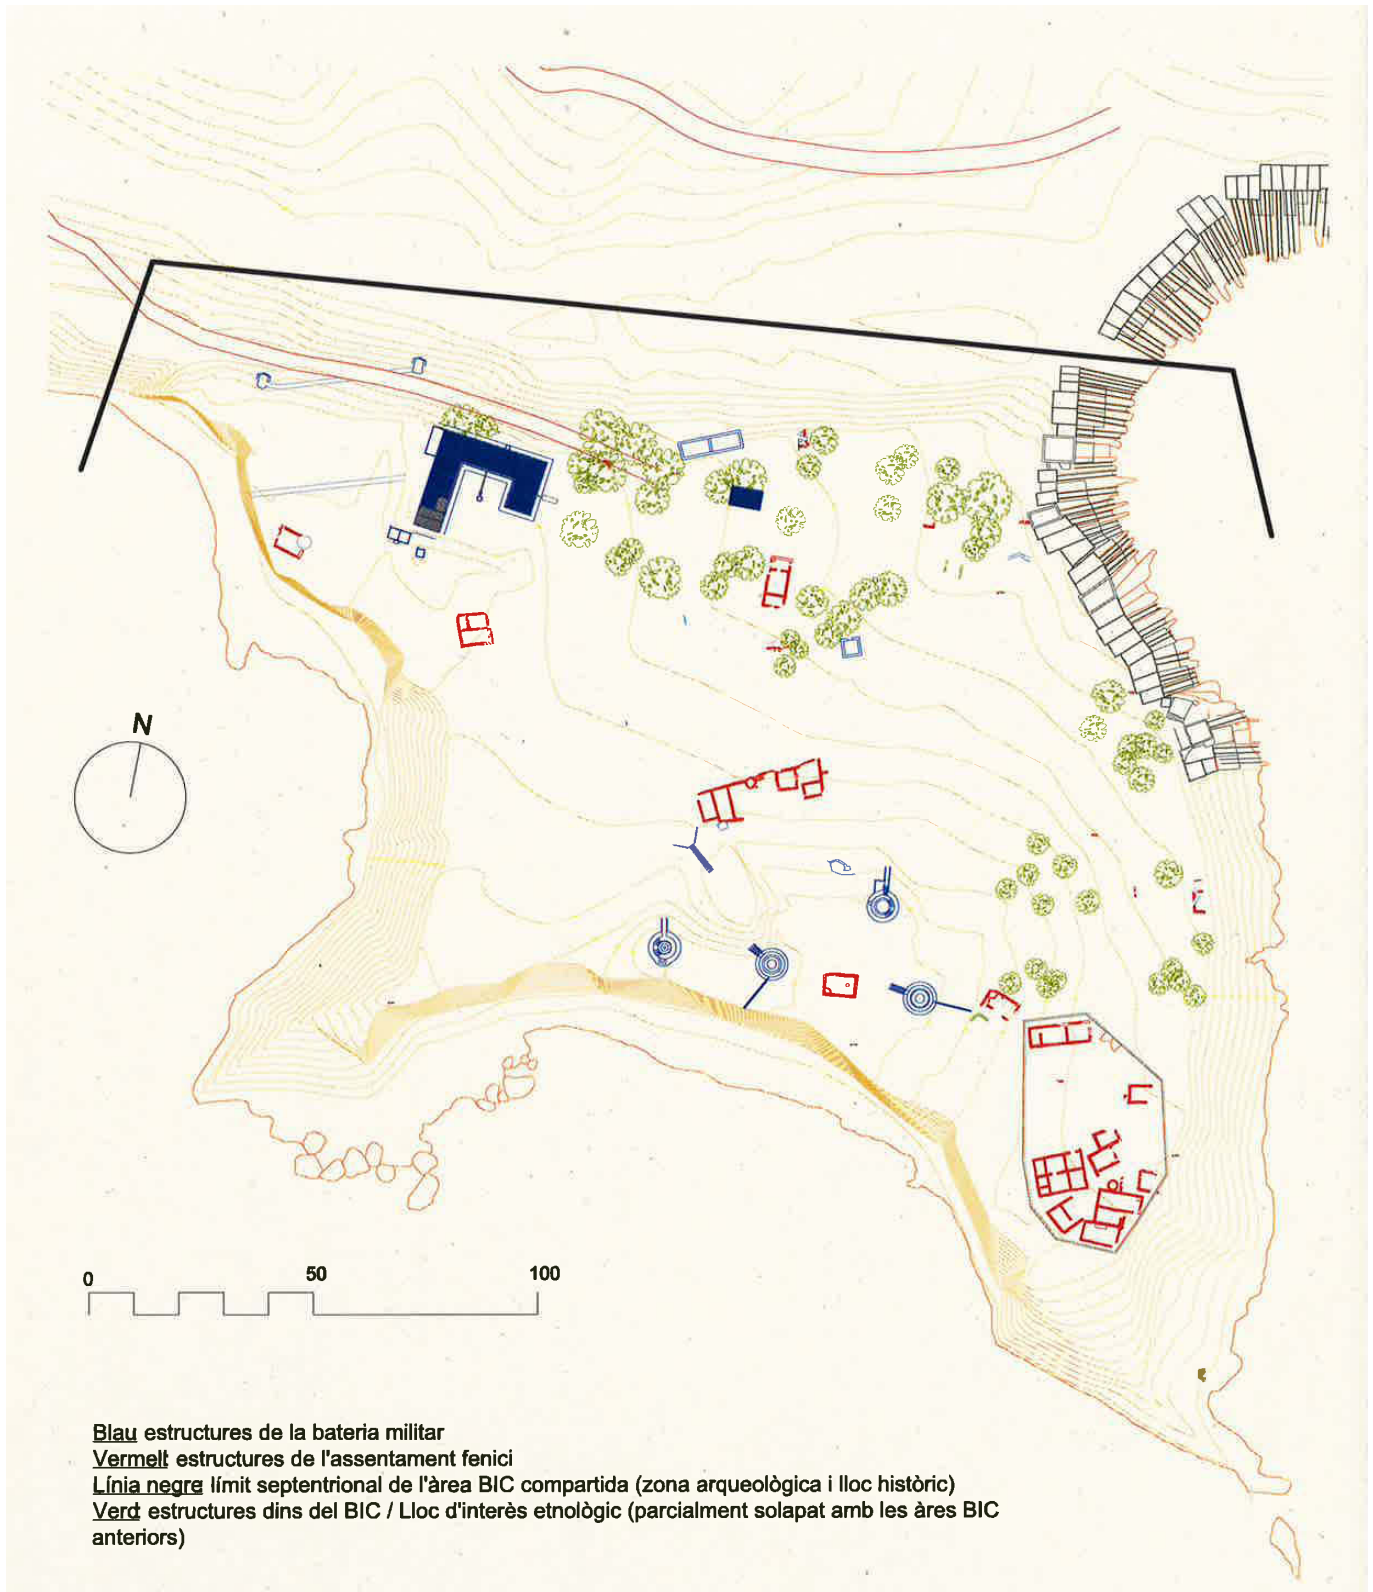 N
0 50 100
Blau estructures de la bateria militar
Vermell estructures de l'assentament fenici
Línia negra límit septentrional de l'àrea BIC compartida (zona arqueològica i lloc històric)
Verd estructures dins del BIC / Lloc d'interès etnològic (parcialment solapat amb les àres BIC
anteriors)